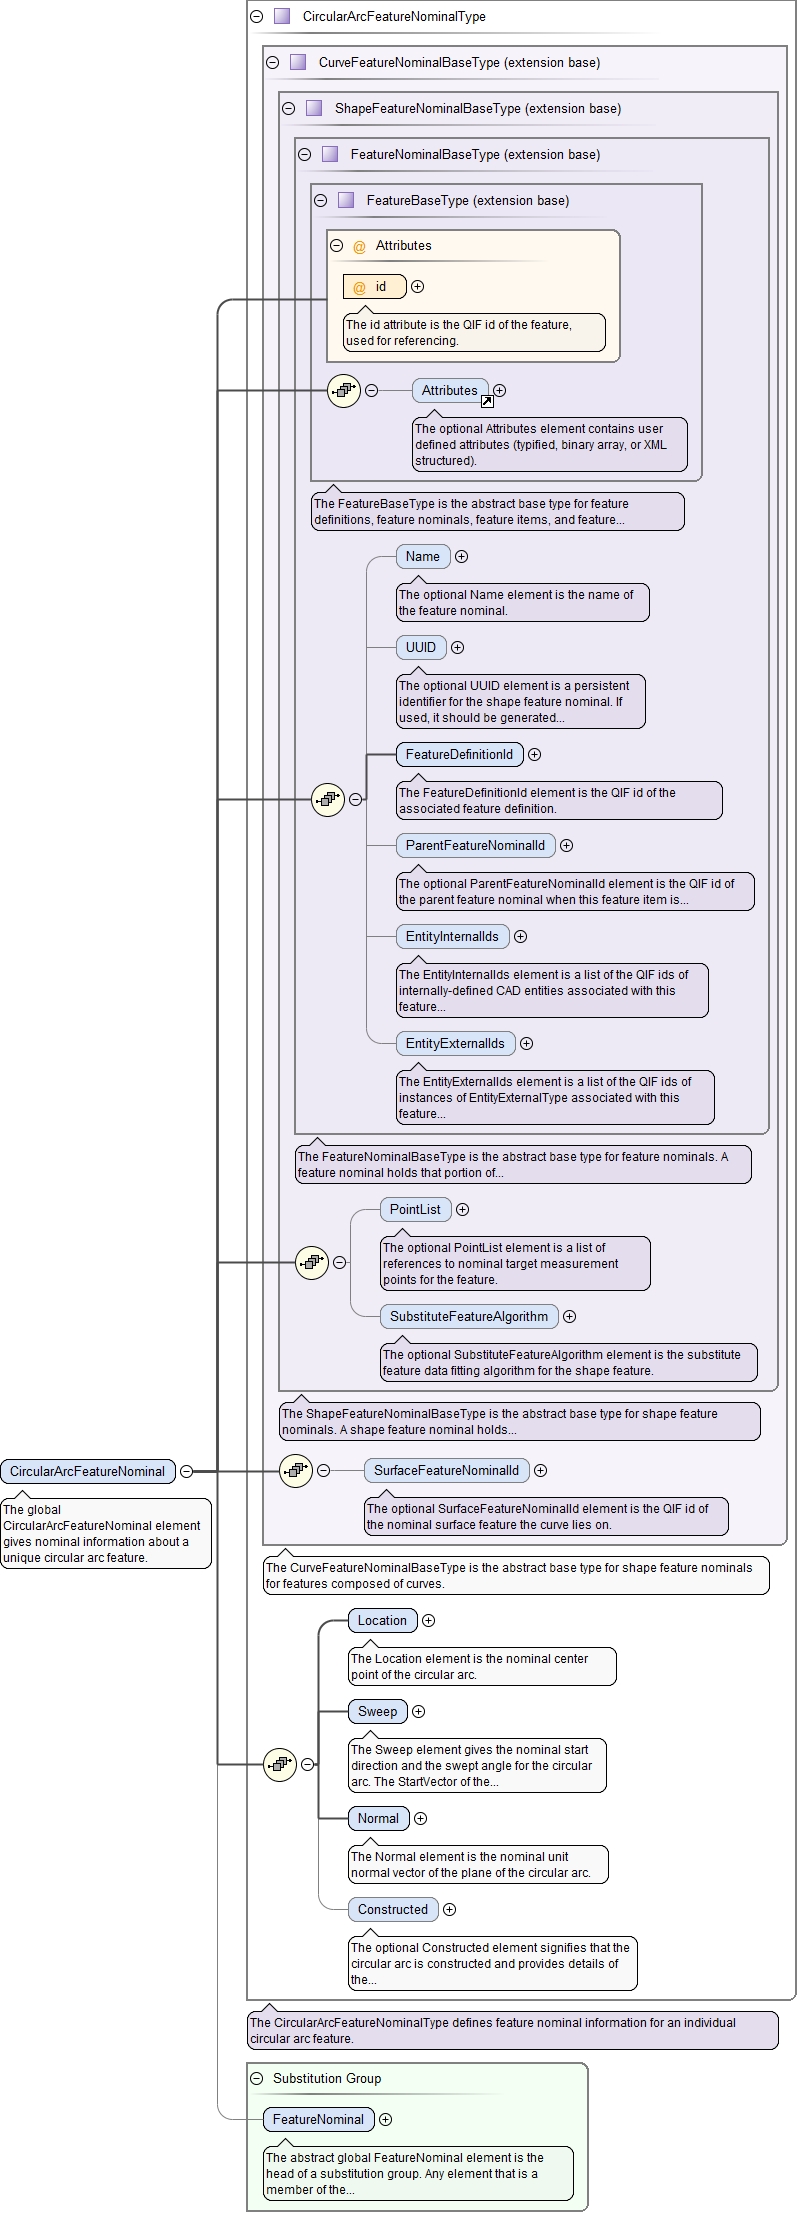 CircularArcFeatureNominalType
CurveFeatureNominalBaseType (extension base)
ShapeFeatureNominalBaseType (extension base)
FeatureNominalBaseType (extension base)
FeatureBaseType (extension base)
@ Attributes
@ id
The id attribute is the QIF id of the feature,
used for referencing.
Attributes
The optional Attributes element contains user
defined attributes (typified, binary array, or XML
structured).
The FeatureBaseType is the abstract base type for feature
definitions, feature nominals, feature items, and feature...
Name
The optional Name element is the name of
the feature nominal.
UUID
The optional UUID element is a persistent
identifier for the shape feature nominal. If
used, it should be generated...
FeatureDefinitionId
The FeatureDefinitionId element is the QIF id of the
associated feature definition.
ParentFeatureNominalId
The optional ParentFeatureNominalId element is the QIF id of
the parent feature nominal when this feature item is...
EntityInternalIds
The EntityInternalIds element is a list of the QIF ids of
internally-defined CAD entities associated with this
feature...
EntityExternalIds
The EntityExternalIds element is a list of the QIF ids of
instances of EntityExternalType associated with this
feature...
The FeatureNominalBaseType is the abstract base type for feature nominals. A
feature nominal holds that portion of...
PointList
The optional PointList element is a list of
references to nominal target measurement
points for the feature.
SubstituteFeatureAlgorithm
The optional SubstituteFeatureAlgorithm element is the substitute
feature data fitting algorithm for the shape feature.
The ShapeFeatureNominalBaseType is the abstract base type for shape feature
nominals. A shape feature nominal holds...
CircularArcFeatureNominal
The global
CircularArcFeatureNominal element
gives nominal information about a
unique circular arc feature.
SurfaceFeatureNominalId
The optional SurfaceFeatureNominalId element is the QIF id of
the nominal surface feature the curve lies on.
The CurveFeatureNominalBaseType is the abstract base type for shape feature nominals
for features composed of curves.
Location
The Location element is the nominal center
point of the circular arc.
Sweep
The Sweep element gives the nominal start
direction and the swept angle for the circular
arc. The StartVector of the...
Normal
The Normal element is the nominal unit
normal vector of the plane of the circular arc.
Constructed
The optional Constructed element signifies that the
circular arc is constructed and provides details of
the...
The CircularArcFeatureNominalType defines feature nominal information for an individual
circular arc feature.
Substitution Group
FeatureNominal
The abstract global FeatureNominal element is the
head of a substitution group. Any element that is a
member of the...